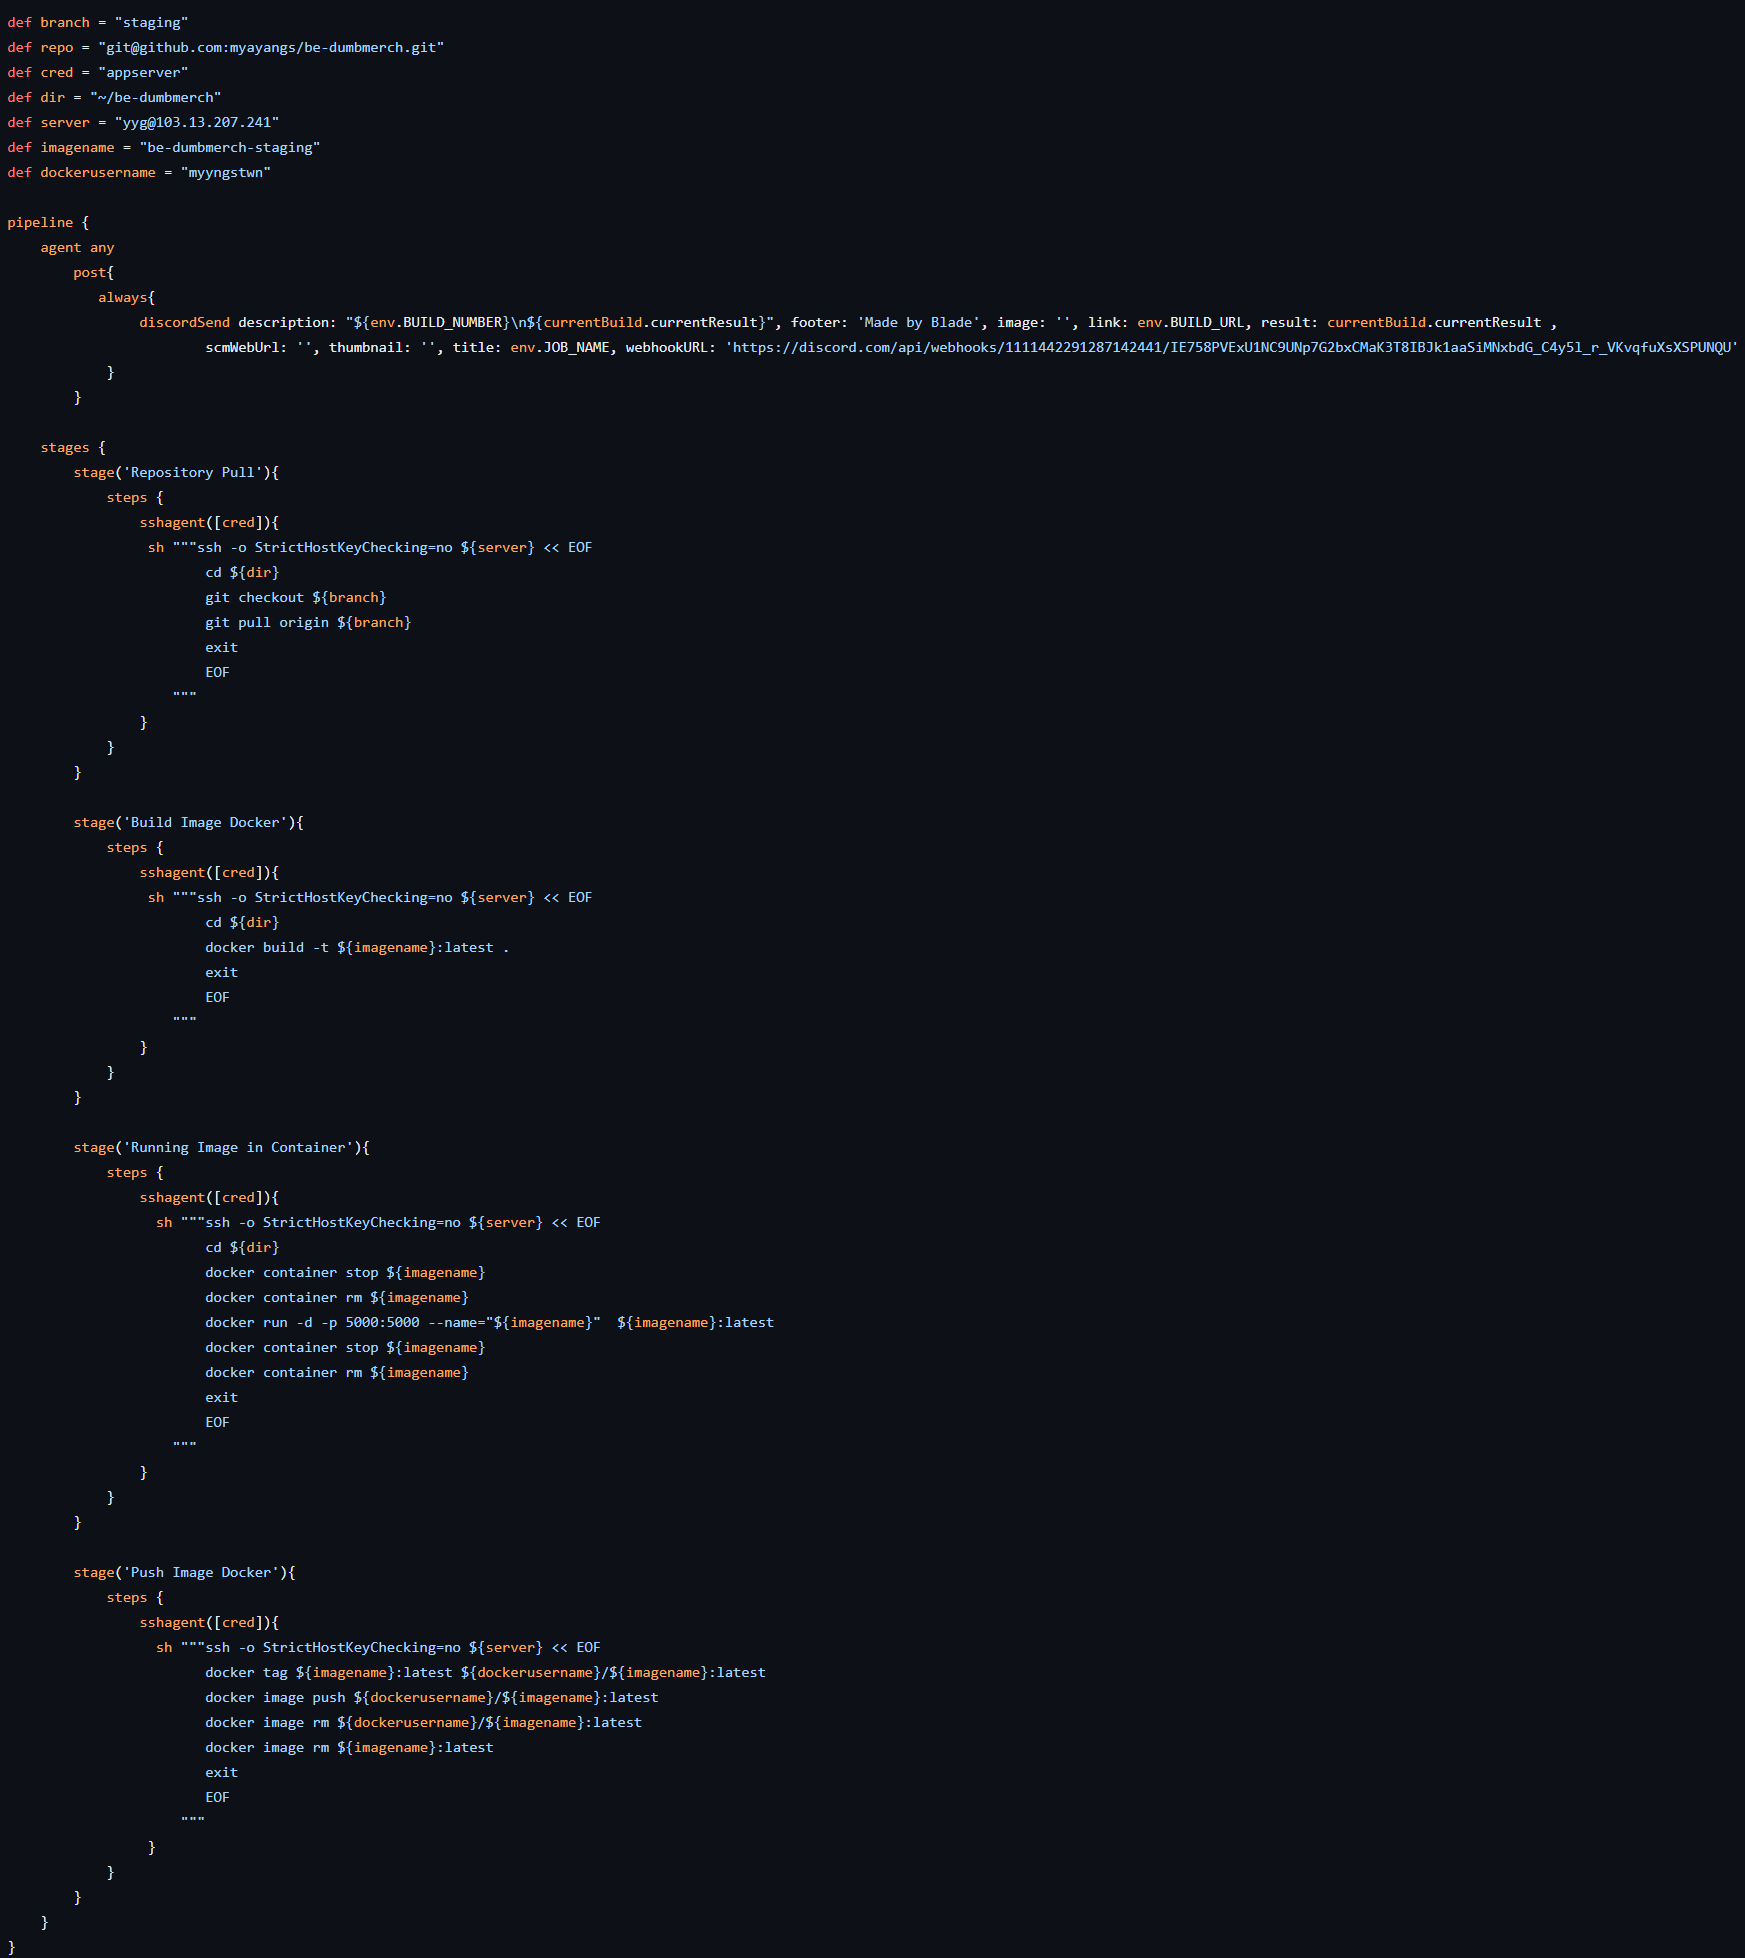 def branch = "staging"
def repo = "git@github.com:myayangs/be-dumbmerch.git"
def cred = "appserver"
def dir = "~/be-dumbmerch"
def server = "yyg@103.13.207.241"
def imagename = "be-dumbmerch-staging"
def dockerusername = "myyngstwn"

pipeline {
    agent any
        post{
           always{
                discordSend description: "${env.BUILD_NUMBER}\n${currentBuild.currentResult}", footer: 'Made by Blade', image: '', link: env.BUILD_URL, result: currentBuild.currentResult ,
                        scmWebUrl: '', thumbnail: '', title: env.JOB_NAME, webhookURL: 'https://discord.com/api/webhooks/1111442291287142441/IE758PVExU1NC9UNp7G2bxCMaK3T8IBJk1aaSiMNxbdG_C4y5l_r_VKvqfuXsXSPUNQU'
            }
        }

    stages {
        stage('Repository Pull'){
            steps {
                sshagent([cred]){
                 sh """ssh -o StrictHostKeyChecking=no ${server} << EOF
                        cd ${dir}
                        git checkout ${branch}
                        git pull origin ${branch}
                        exit
                        EOF
                    """
                }
            }
        }

        stage('Build Image Docker'){
            steps {
                sshagent([cred]){
                 sh """ssh -o StrictHostKeyChecking=no ${server} << EOF
                        cd ${dir}
                        docker build -t ${imagename}:latest .
                        exit
                        EOF
                    """
                }
            }
        }

        stage('Running Image in Container'){
            steps {
                sshagent([cred]){
                  sh """ssh -o StrictHostKeyChecking=no ${server} << EOF
                        cd ${dir}
                        docker container stop ${imagename}
                        docker container rm ${imagename}
                        docker run -d -p 5000:5000 --name="${imagename}"  ${imagename}:latest
                        docker container stop ${imagename}
                        docker container rm ${imagename}
                        exit
                        EOF
                    """
                }
            }
        }

        stage('Push Image Docker'){
            steps {
                sshagent([cred]){
                  sh """ssh -o StrictHostKeyChecking=no ${server} << EOF
                        docker tag ${imagename}:latest ${dockerusername}/${imagename}:latest
                        docker image push ${dockerusername}/${imagename}:latest
                        docker image rm ${dockerusername}/${imagename}:latest
                        docker image rm ${imagename}:latest
                        exit
                        EOF
                     """
                 }
            }
        }
    }
}